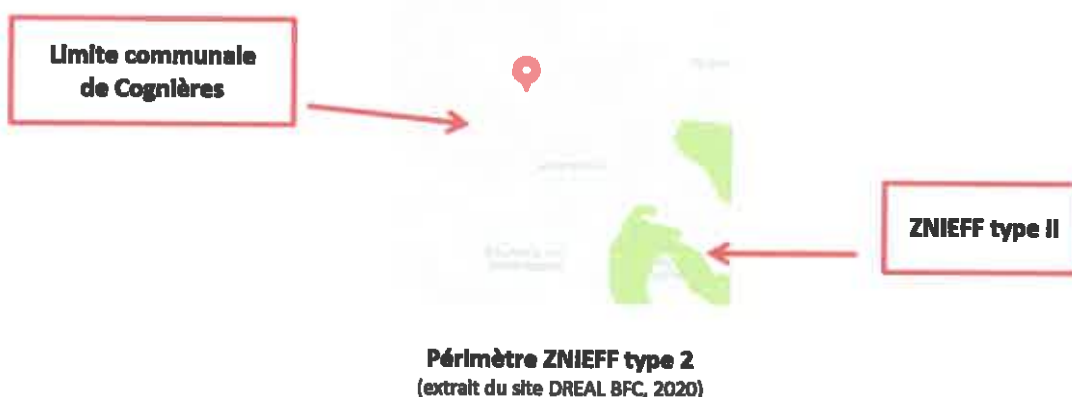 Limite communale
de Cognières
ZNIEFF type II
Périmètre ZNIEFF type 2
(extrait du site DREAL BFC, 2020)